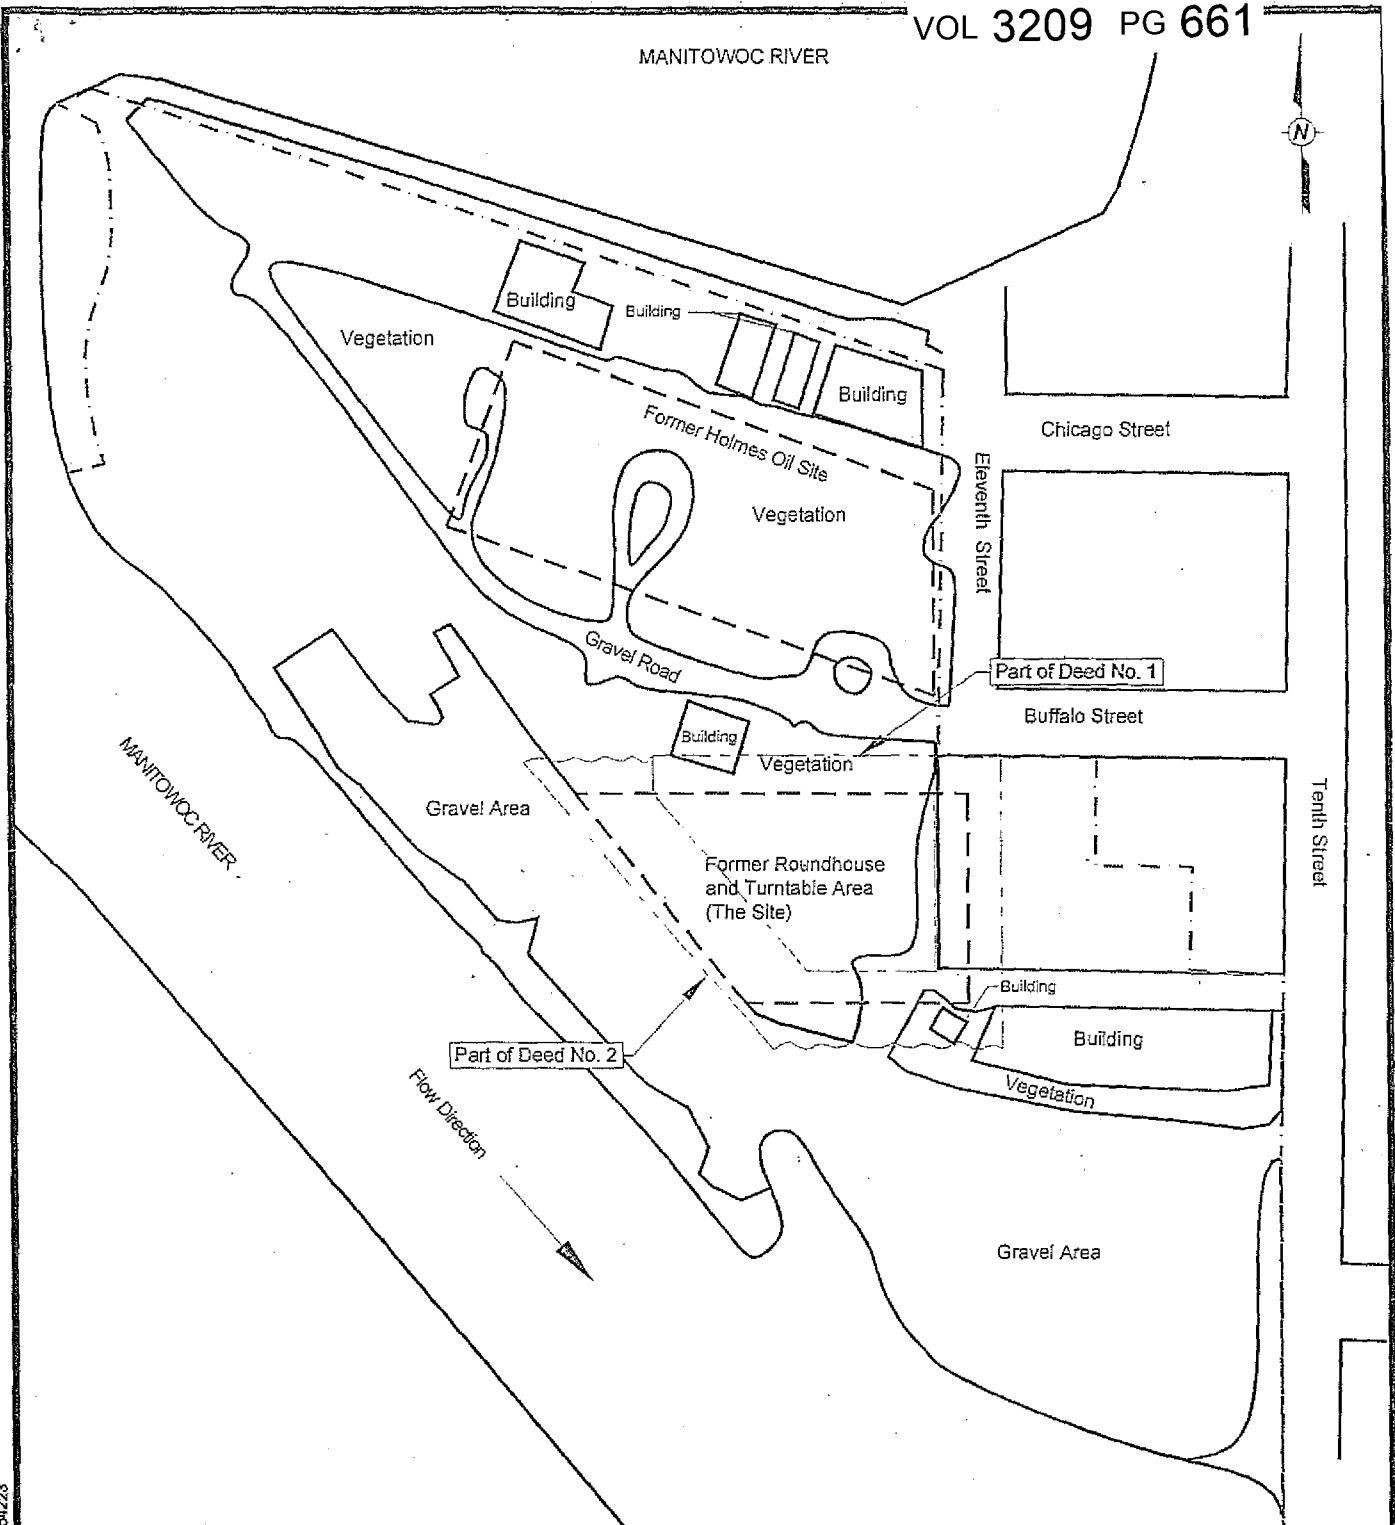 VOL 3209 PG 661
MANITOWOC RIVER
N
Building
Building
Vegetation
Building
Former Holmes Oil Site
Chicago Street
Eleventh Street
Vegetation
Gravel Road
Part of Deed No. 1
Buffalo Street
Building
Vegetation
MANITOWOC RIVER
Gravel Area
Tenth Street
Former Roundhouse
and Turntable Area
(The Site)
Building
Building
Part of Deed No. 2
Vegetation
Flow Direction
Gravel Area